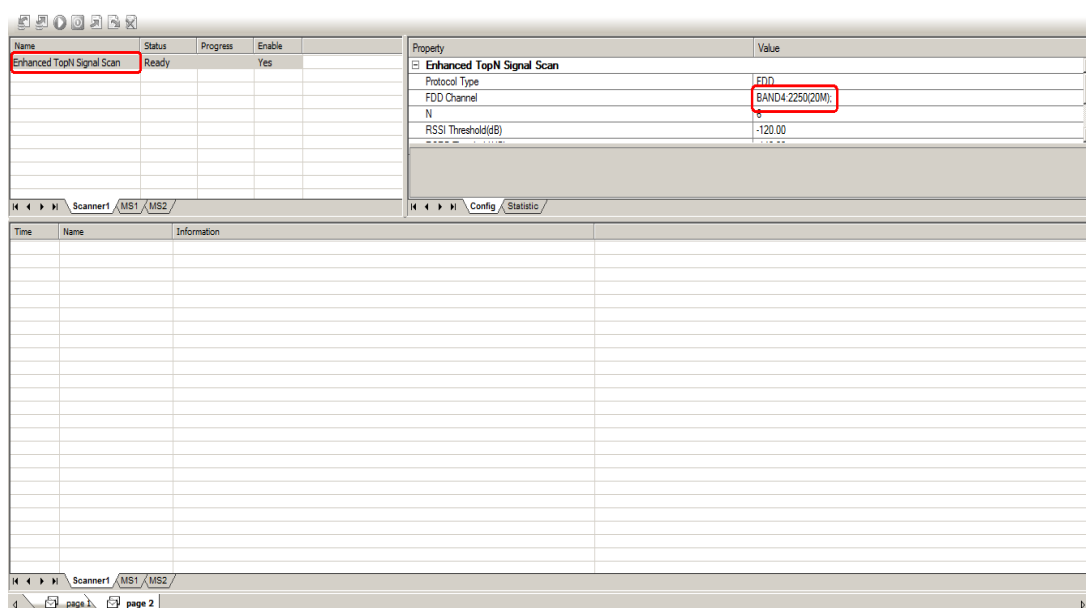 Name Status Progress Enable
Enhanced TopN Signal Scan Ready Yes
Scanner1 MS1 MS2
Property Value
Enhanced TopN Signal Scan
Protocol Type FDD
FDD Channel BAND4:2250(20M);
N 6
RSSI Threshold(dB) -120.00
Config Statistic
Time Name Information
Scanner1 MS1 MS2
page 1 page 2